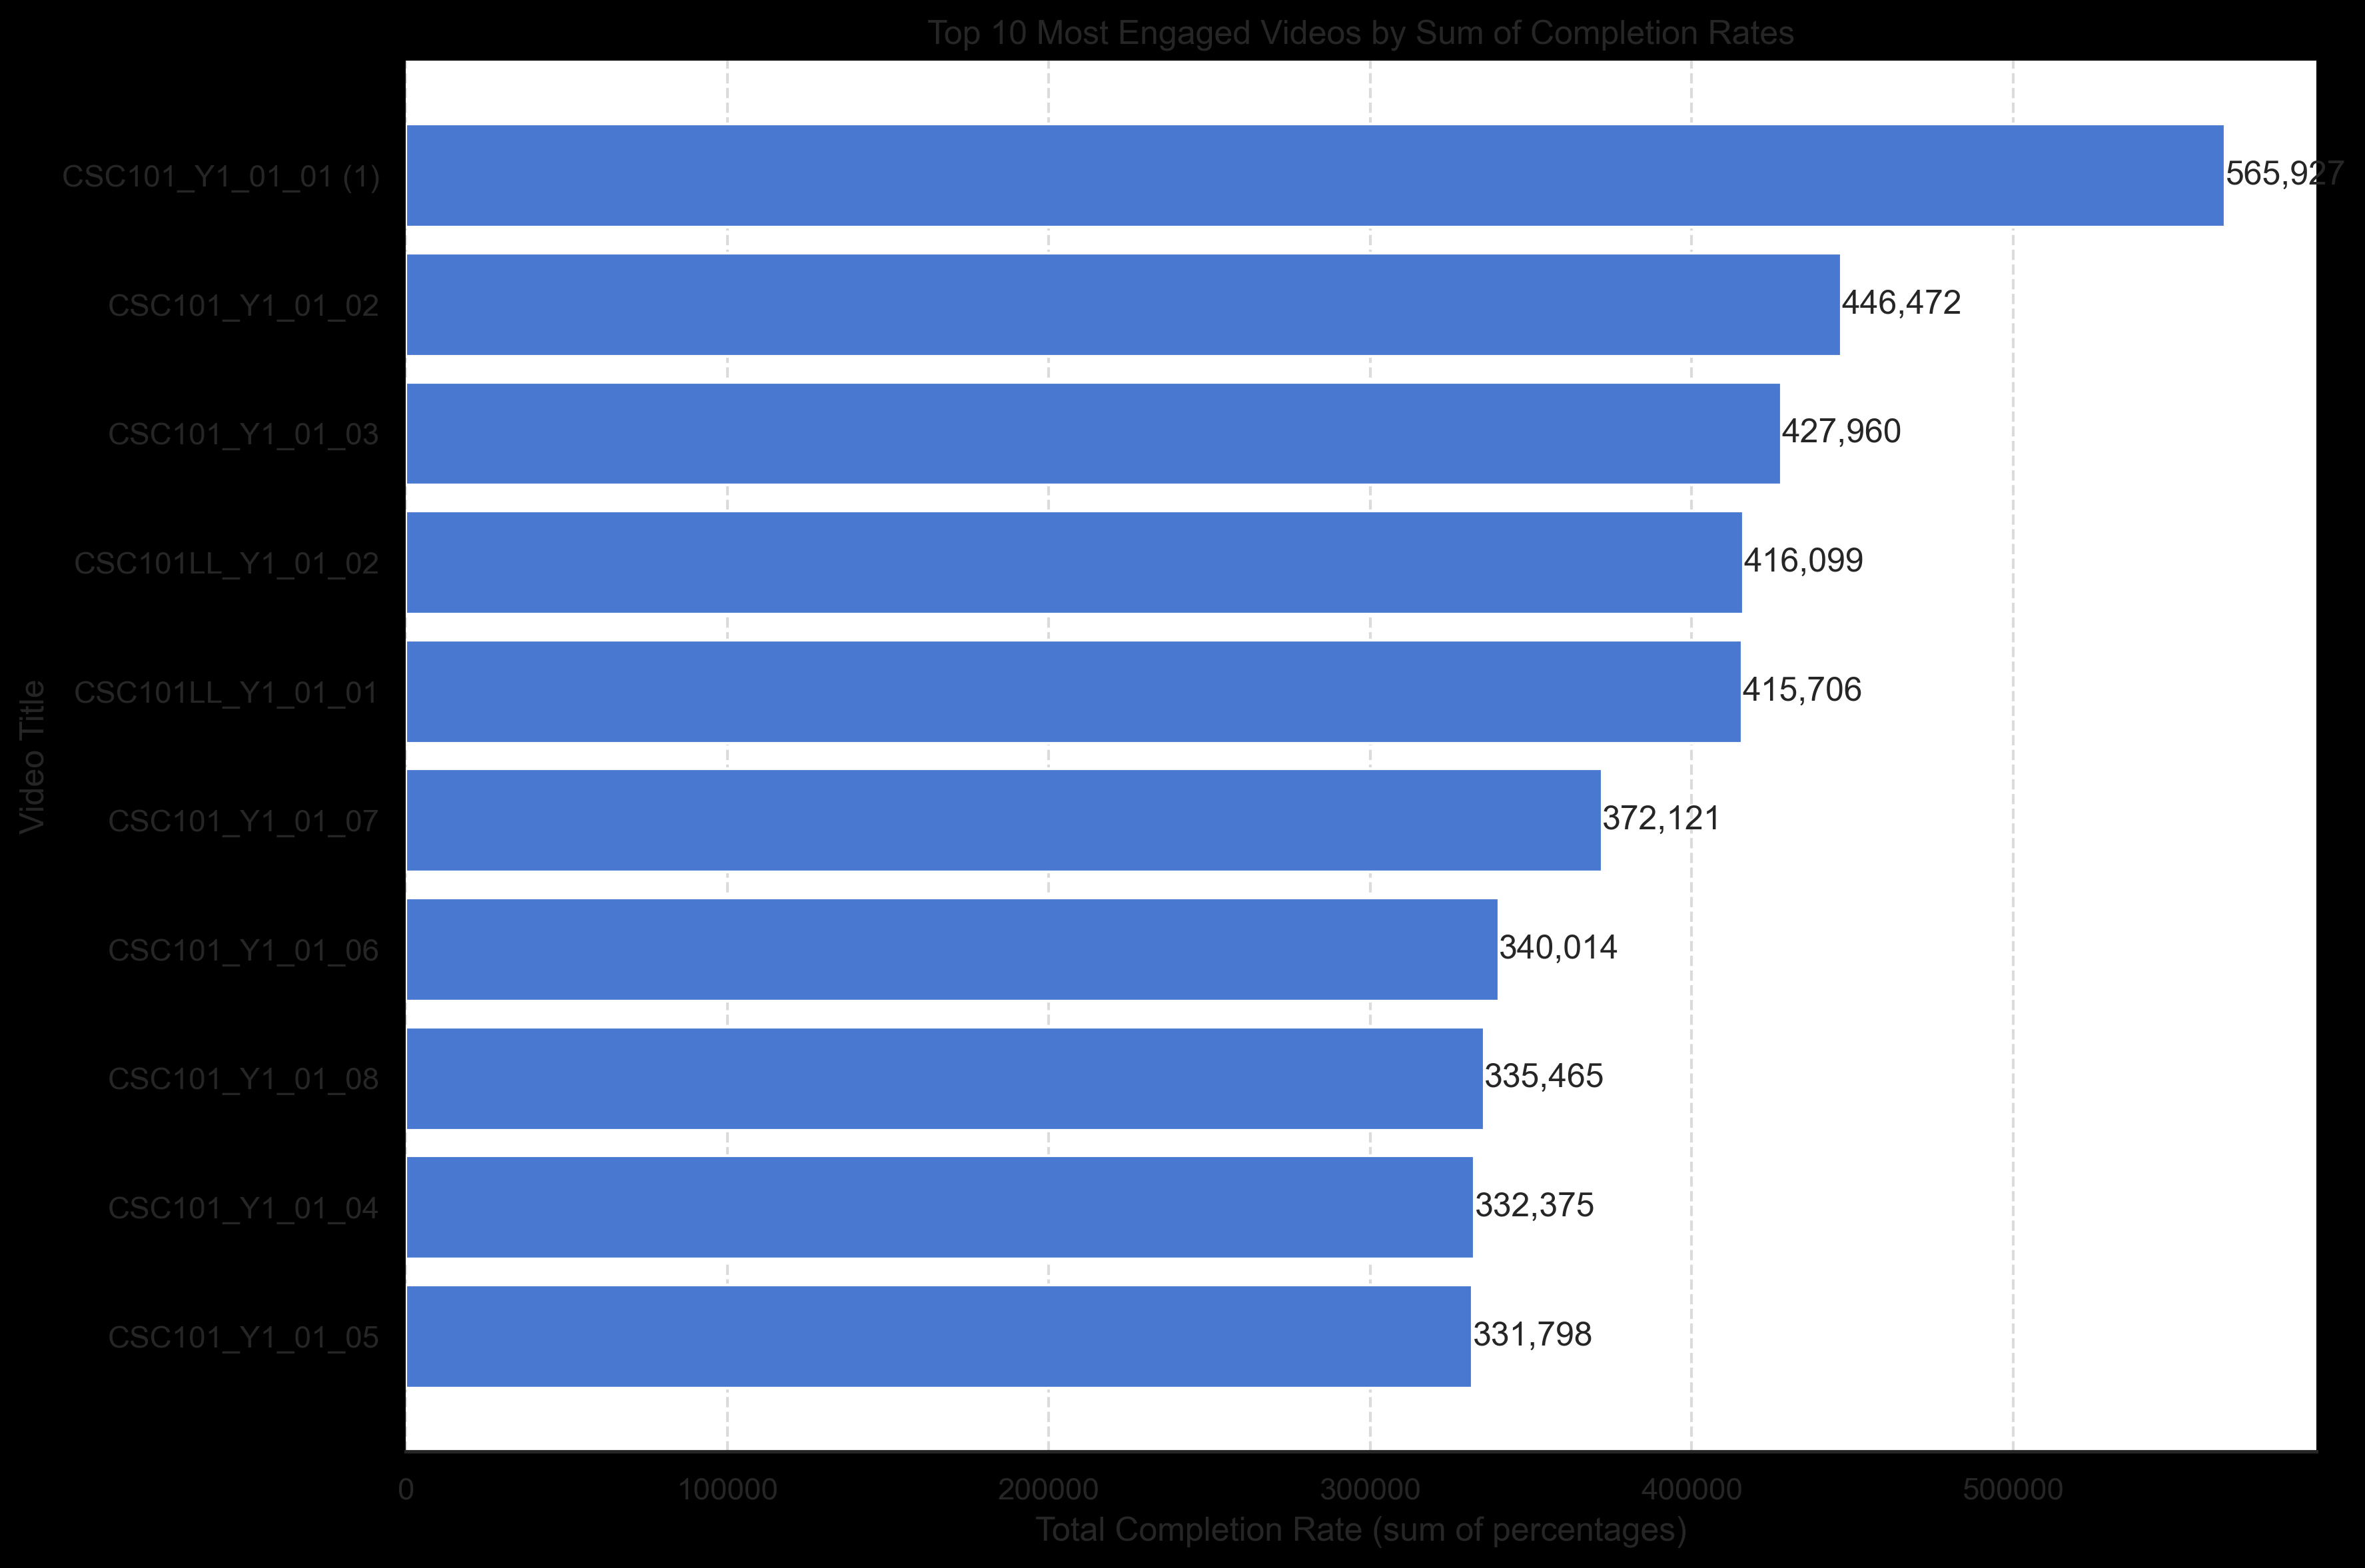 Top 10 Most Engaged Videos by Sum of Completion Rates
CSC101_Y1_01_01 (1)
565,927
CSC101_Y1_01_02
446,472
CSC101_Y1_01_03
427,960
CSC101LL_Y1_01_02
416,099
CSC101LL_Y1_01_01
415,706
CSC101_Y1_01_07
372,121
CSC101_Y1_01_06
340,014
CSC101_Y1_01_08
335,465
CSC101_Y1_01_04
332,375
CSC101_Y1_01_05
331,798
Video Title
0 100000 200000 300000 400000 500000
Total Completion Rate (sum of percentages)